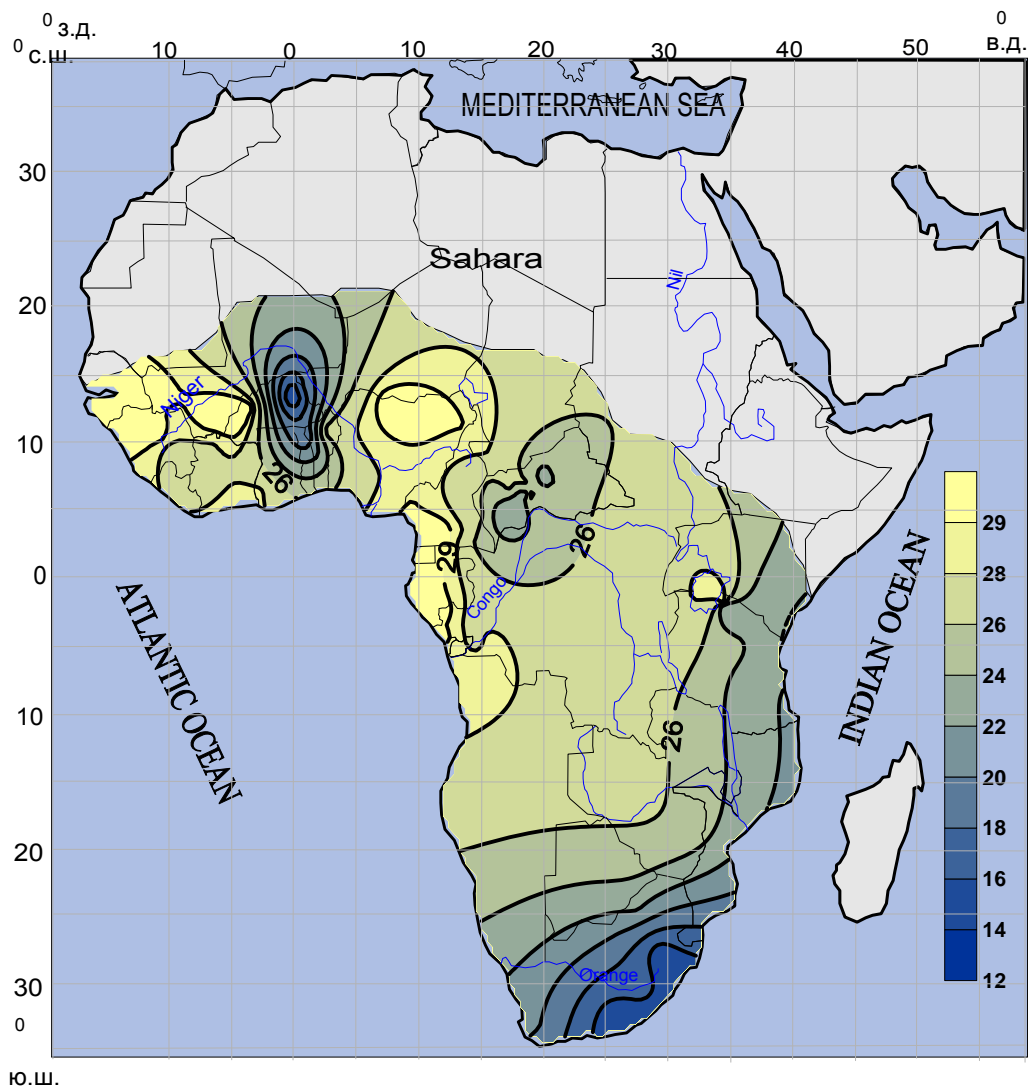 0 з.д.
0
0 с.ш.
10 0 10 20 30 40 50
в.д.
MEDITERRANEAN SEA
30
Sahara
Nil
20
Niger
10
26
29
26
29
28
0
Congo
26
ATLANTIC OCEAN
INDIAN OCEAN
24
10
26
22
20
18
20
16
14
30
Orange
12
0
ю.ш.